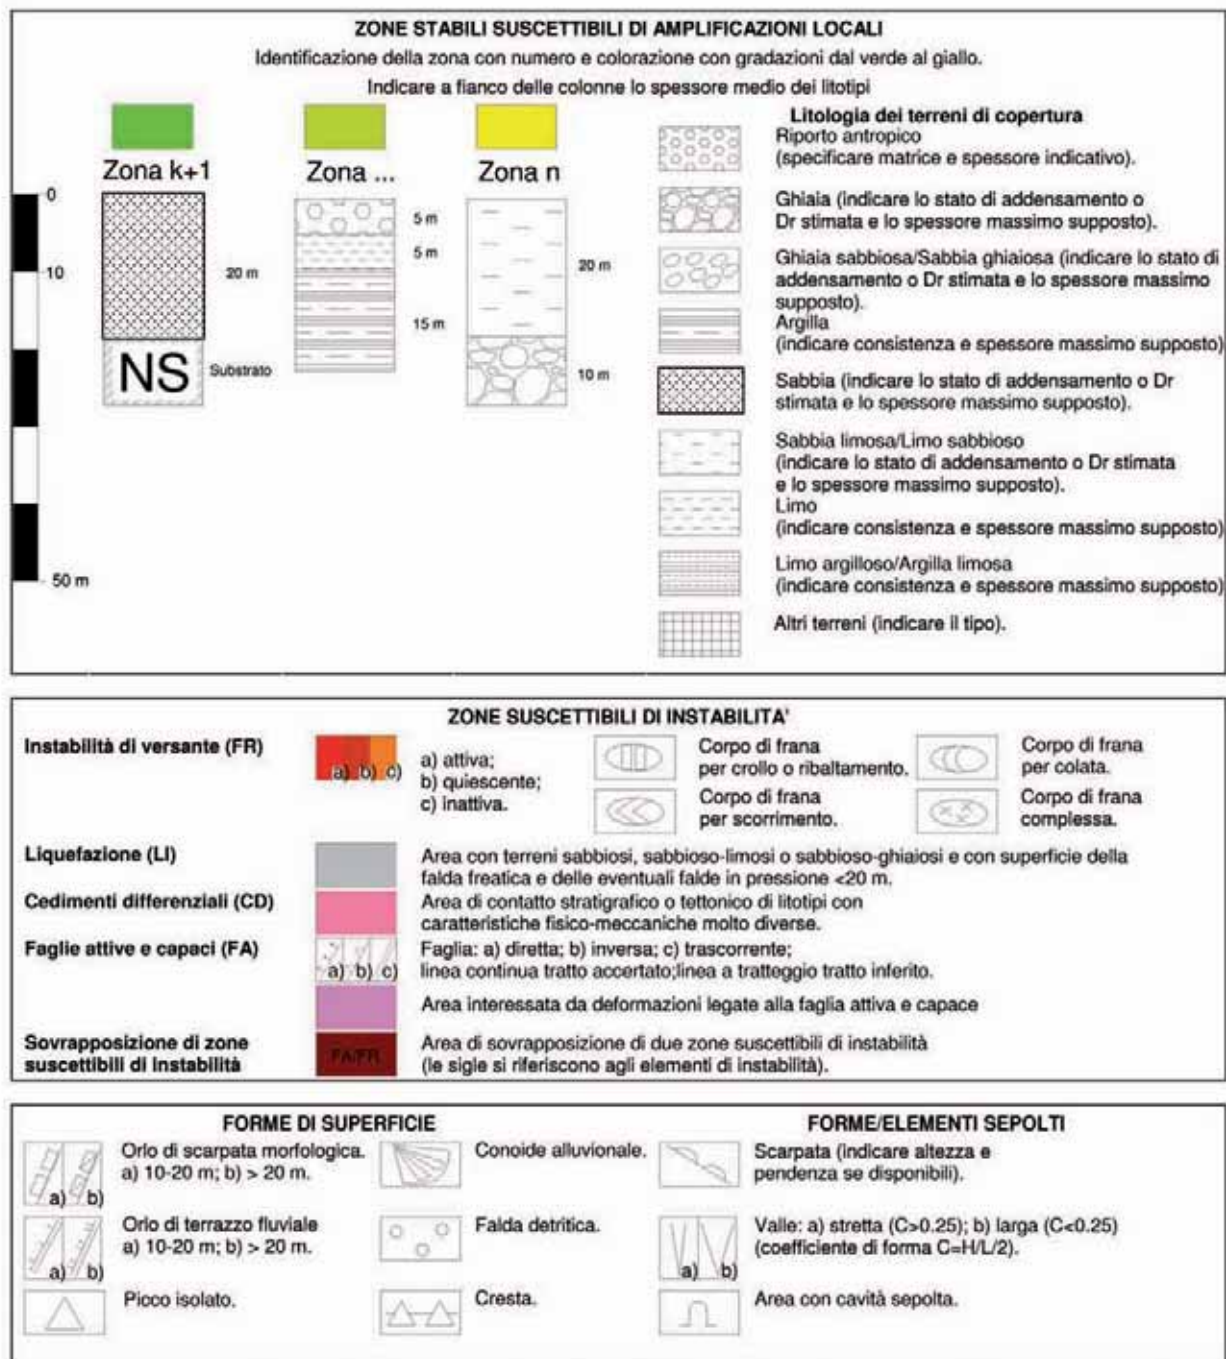 ZONE STABILI SUSCETTIBILI DI AMPLIFICAZIONI LOCALI
Identificazione della zona con numero e colorazione con gradazioni dal verde al giallo.
Indicare a fianco delle colonne lo spessore medio dei litotipi
Zona k+1
Zona ...
Zona n
0
10
50 m
20 m
NS
Substrato
5 m
5 m
15 m
20 m
10 m
Litologia dei terreni di copertura
Riporto antropico
(specificare matrice e spessore indicativo).
Ghiaia (indicare lo stato di addensamento o
Dr stimata e lo spessore massimo supposto).
Ghiaia sabbiosa/Sabbia ghiaiosa (indicare lo stato di
addensamento o Dr stimata e lo spessore massimo
supposto).
Argilla
(indicare consistenza e spessore massimo supposto)
Sabbia (indicare lo stato di addensamento o Dr
stimata e lo spessore massimo supposto).
Sabbia limosa/Limo sabbioso
(indicare lo stato di addensamento o Dr stimata
e lo spessore massimo supposto).
Limo
(indicare consistenza e spessore massimo supposto)
Limo argilloso/Argilla limosa
(indicare consistenza e spessore massimo supposto)
Altri terreni (indicare il tipo).
ZONE SUSCETTIBILI DI INSTABILITA'
Instabilità di versante (FR)
a) b) c)
a) attiva;
b) quiescente;
c) inattiva.
Corpo di frana
per crollo o ribaltamento.
Corpo di frana
per colata.
Corpo di frana
per scorrimento.
Corpo di frana
complessa.
Liquefazione (LI)
Area con terreni sabbiosi, sabbioso-limosi o sabbioso-ghiaiosi e con superficie della
falda freatica e delle eventuali falde in pressione <20 m.
Cedimenti differenziali (CD)
Area di contatto stratigrafico o tettonico di litotipi con
caratteristiche fisico-meccaniche molto diverse.
Faglie attive e capaci (FA)
a) b) c)
Faglia: a) diretta; b) inversa; c) trascorrente;
linea continua tratto accertato;linea a tratteggio tratto inferito.
Area interessata da deformazioni legate alla faglia attiva e capace
Sovrapposizione di zone
suscettibili di Instabilità
FA/FR
Area di sovrapposizione di due zone suscettibili di instabilità
(le sigle si riferiscono agli elementi di instabilità).
FORME DI SUPERFICIE
a) b)
Orlo di scarpata morfologica.
a) 10-20 m; b) > 20 m.
Conoide alluvionale.
a) b)
Orlo di terrazzo fluviale
a) 10-20 m; b) > 20 m.
Falda detritica.
Picco isolato.
Cresta.
FORME/ELEMENTI SEPOLTI
Scarpata (indicare altezza e
pendenza se disponibili).
a) b)
Valle: a) stretta (C>0.25); b) larga (C<0.25)
(coefficiente di forma C=H/L/2).
Area con cavità sepolta.